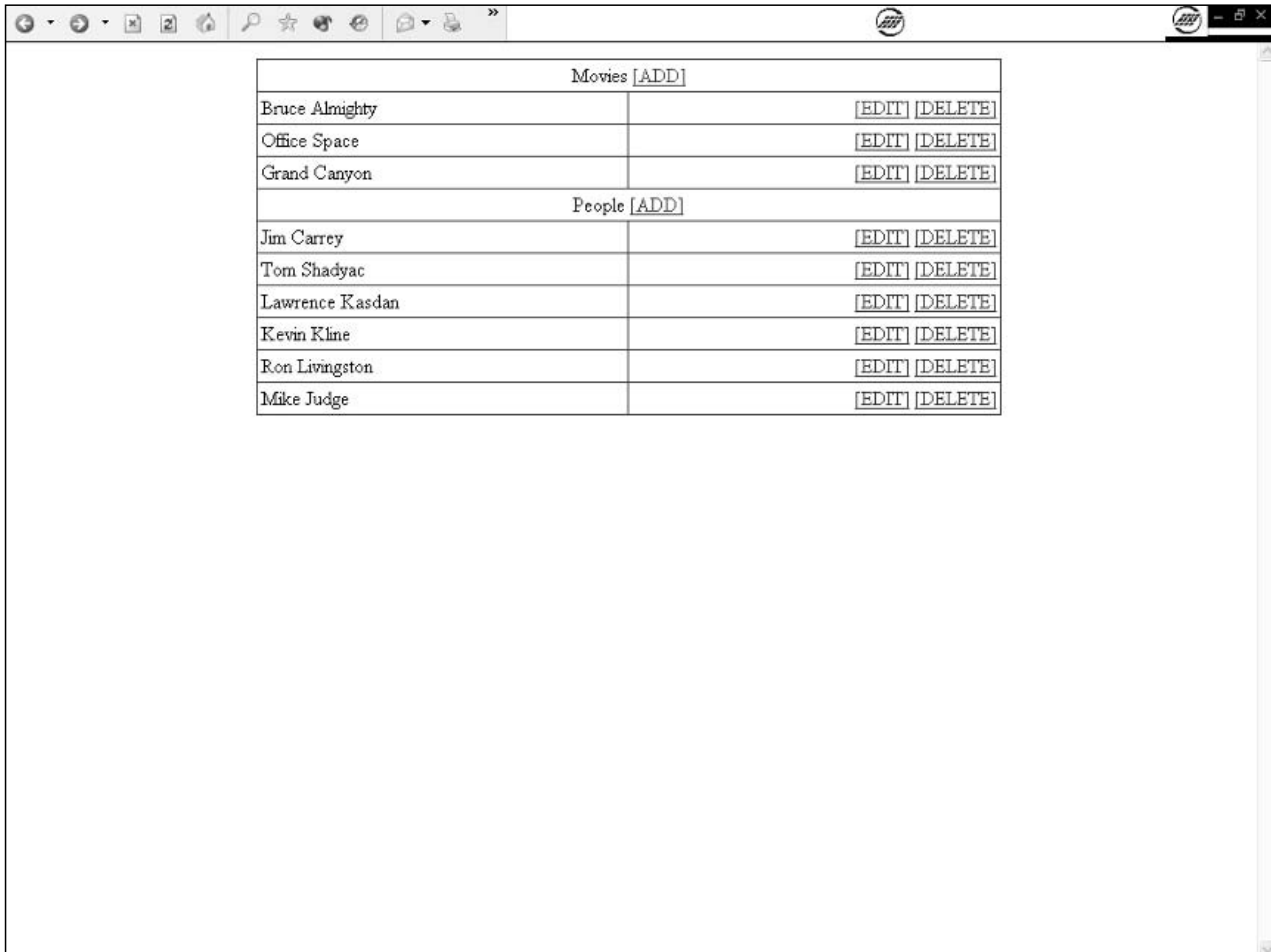 »
Movies [ADD]
Bruce Almighty [EDIT] [DELETE]
Office Space [EDIT] [DELETE]
Grand Canyon [EDIT] [DELETE]
People [ADD]
Jim Carrey [EDIT] [DELETE]
Tom Shadyac [EDIT] [DELETE]
Lawrence Kasdan [EDIT] [DELETE]
Kevin Kline [EDIT] [DELETE]
Ron Livingston [EDIT] [DELETE]
Mike Judge [EDIT] [DELETE]